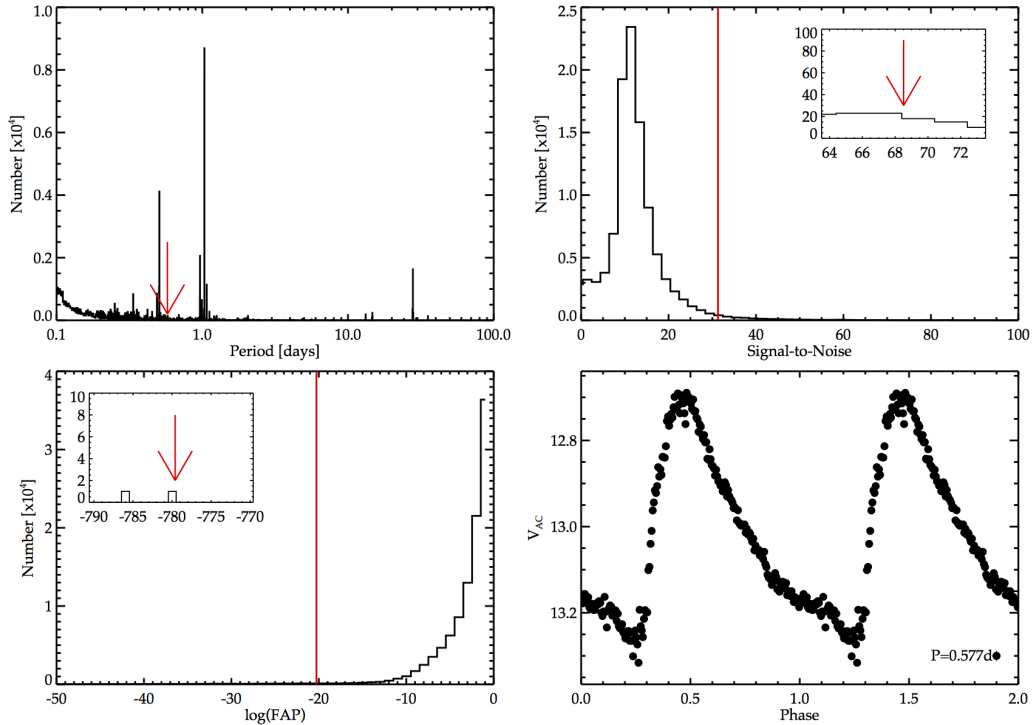 1.0
0.8
0.6
0.4
0.2
0.0
Number [x10⁴]
0.1 1.0 10.0 100.0
Period [days]
2.5
2.0
1.5
1.0
0.5
0.0
Number [x10⁴]
0 20 40 60 80 100
Signal-to-Noise
100
80
60
40
20
0
64 66 68 70 72
4
3
2
1
0
Number [x10⁴]
-50 -40 -30 -20 -10 0
log(FAP)
10
8
6
4
2
0
-790 -785 -780 -775 -770
12.8
13.0
13.2
V_AC
0.0 0.5 1.0 1.5 2.0
Phase
P=0.577d